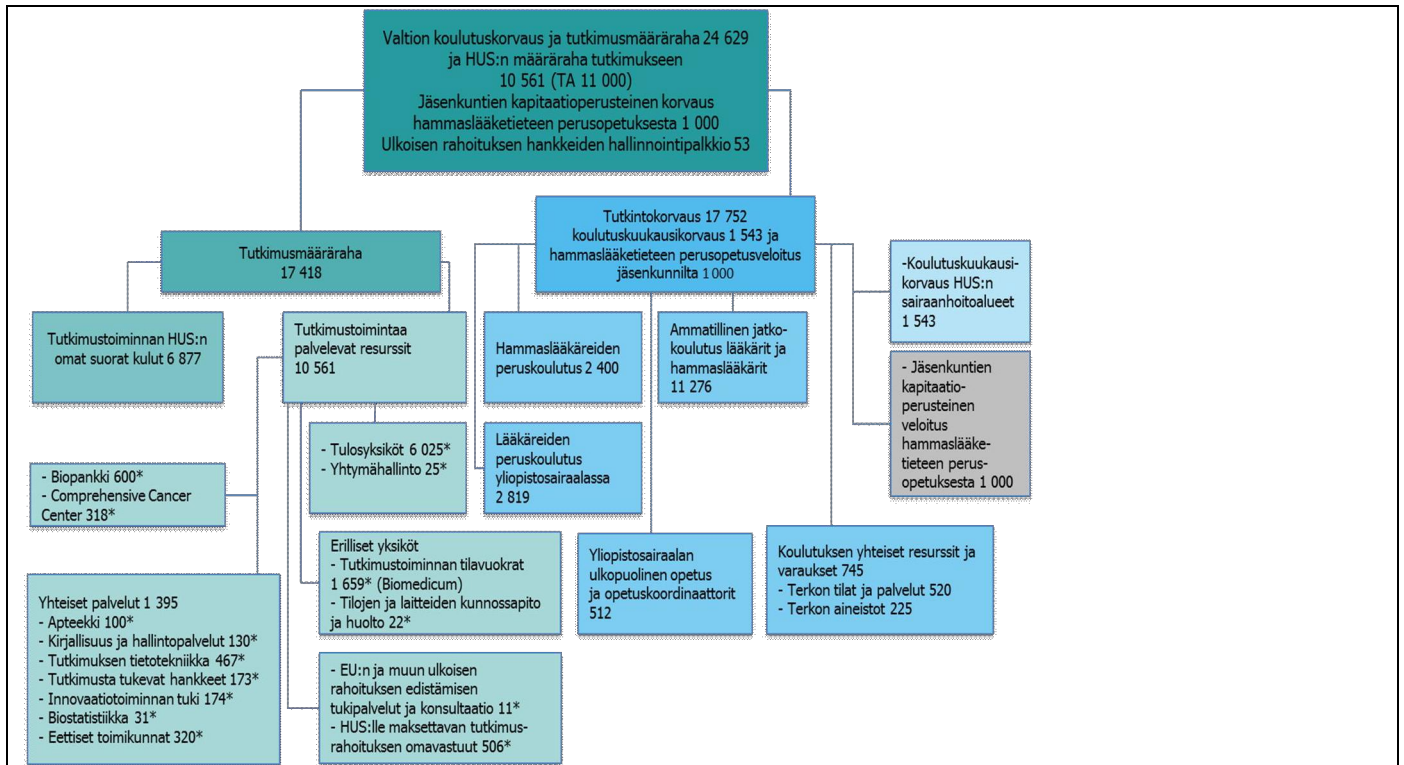 Valtion koulutuskorvaus ja tutkimusmääräraha 24 629
ja HUS:n määräraha tutkimukseen
10 561 (TA 11 000)
Jäsenkuntien kapitaatioperusteinen korvaus
hammaslääketieteen perusopetuksesta 1 000
Ulkoisen rahoituksen hankkeiden hallinnointipalkkio 53
Tutkimusmääräraha
17 418
Tutkintokorvaus 17 752
koulutuskuukausikorvaus 1 543 ja
hammaslääketieteen perusopetusveloitus
jäsenkunnilta 1 000
-Koulutuskuukausi-
korvaus HUS:n
sairaanhoitoalueet
1 543
Tutkimustoiminnan HUS:n
omat suorat kulut 6 877
Tutkimustoimintaa
palvelevat resurssit
10 561
Hammaslääkäreiden
peruskoulutus 2 400
Ammatillinen jatko-
koulutus lääkärit ja
hammaslääkärit
11 276
- Jäsenkuntien
kapitaatio-
perusteinen
veloitus
hammaslääke-
tieteen perus-
opetuksesta 1 000
- Tulosyksiköt 6 025*
- Yhtymähallinto 25*
Lääkäreiden
peruskoulutus
yliopistosairaalassa
2 819
- Biopankki 600*
- Comprehensive Cancer
Center 318*
Erilliset yksiköt
- Tutkimustoiminnan tilavuokrat
1 659* (Biomedicum)
- Tilojen ja laitteiden kunnossapito
ja huolto 22*
Yliopistosairaalan
ulkopuolinen opetus
ja opetuskoordinaattorit
512
Koulutuksen yhteiset resurssit ja
varaukset 745
- Terkon tilat ja palvelut 520
- Terkon aineistot 225
Yhteiset palvelut 1 395
- Apteekki 100*
- Kirjallisuus ja hallintopalvelut 130*
- Tutkimuksen tietotekniikka 467*
- Tutkimusta tukevat hankkeet 173*
- Innovaatiotoiminnan tuki 174*
- Biostatistiikka 31*
- Eettiset toimikunnat 320*
- EU:n ja muun ulkoisen
rahoituksen edistämisen
tukipalvelut ja konsultaatio 11*
- HUS:lle maksettavan tutkimus-
rahoituksen omavastuut 506*